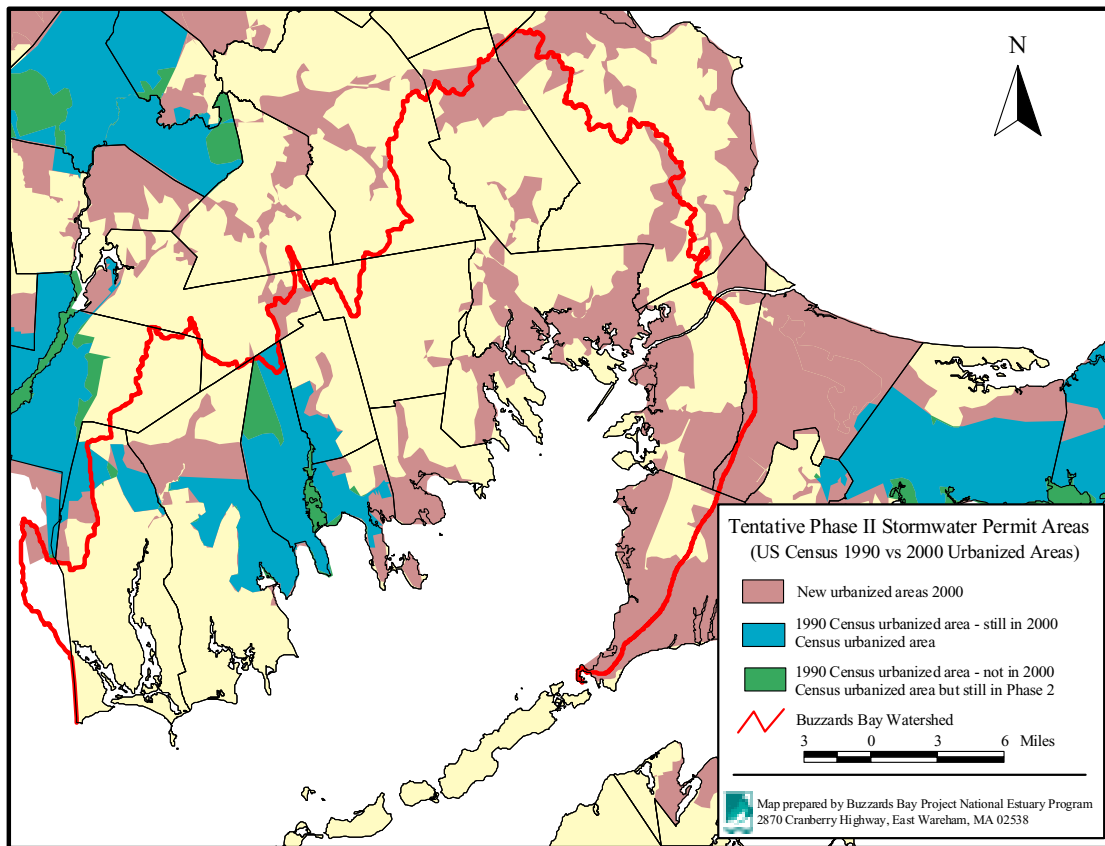 N
Tentative Phase II Stormwater Permit Areas
(US Census 1990 vs 2000 Urbanized Areas)
New urbanized areas 2000
1990 Census urbanized area - still in 2000
Census urbanized area
1990 Census urbanized area - not in 2000
Census urbanized area but still in Phase 2
Buzzards Bay Watershed
3 0 3 6 Miles
Map prepared by Buzzards Bay Project National Estuary Program
2870 Cranberry Highway, East Wareham, MA 02538